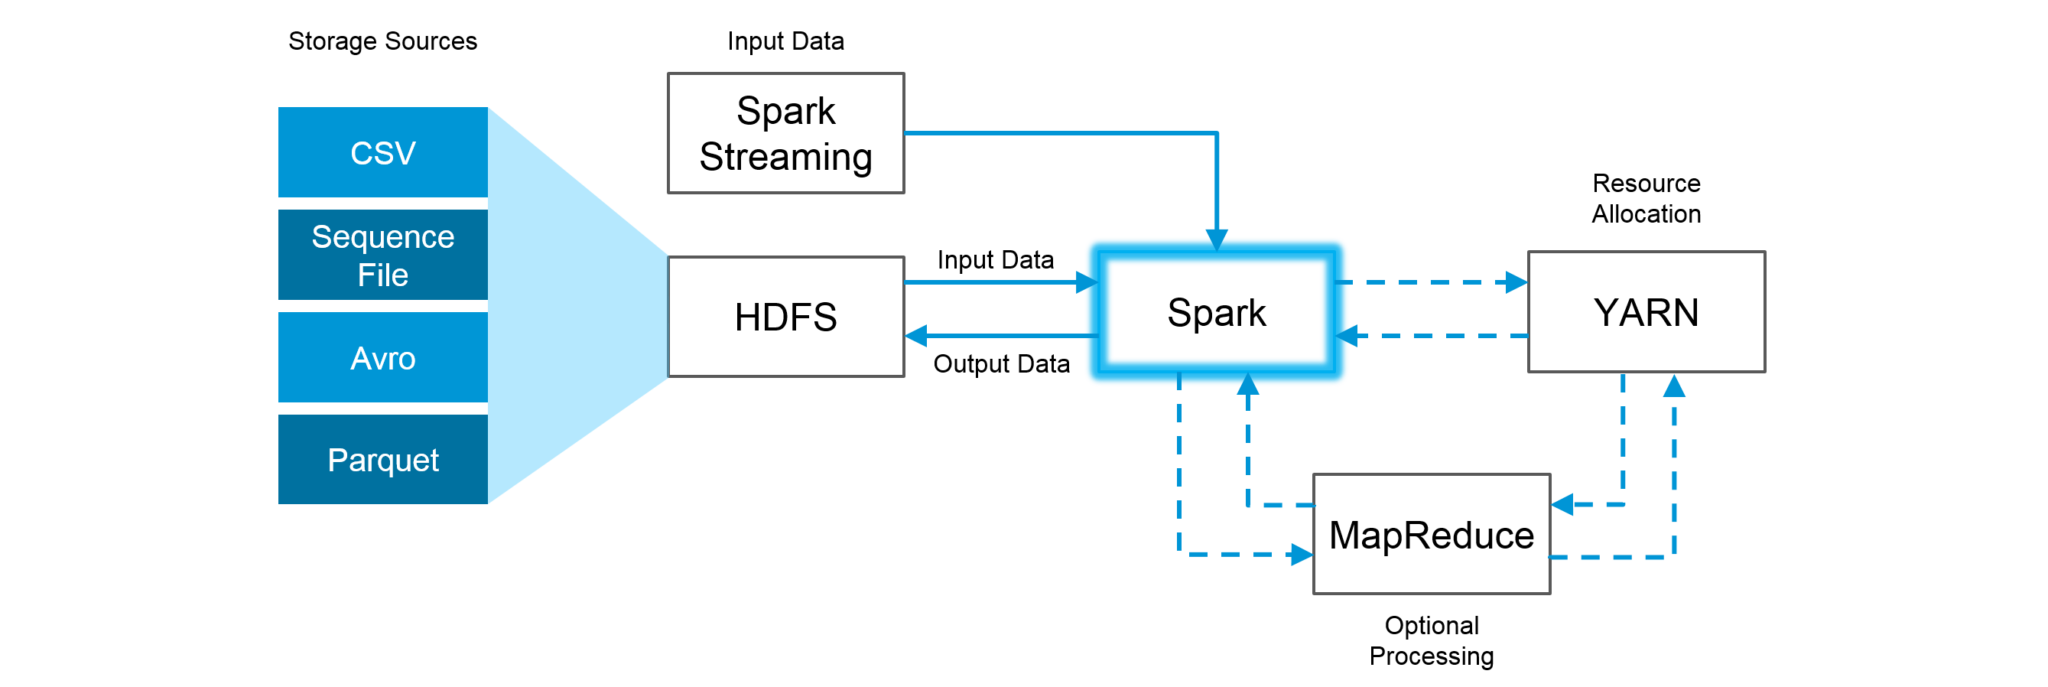 Storage Sources
CSV
Sequence
File
Avro
Parquet
Input Data
Spark
Streaming
HDFS
Input Data
Output Data
Spark
Resource
Allocation
YARN
MapReduce
Optional
Processing